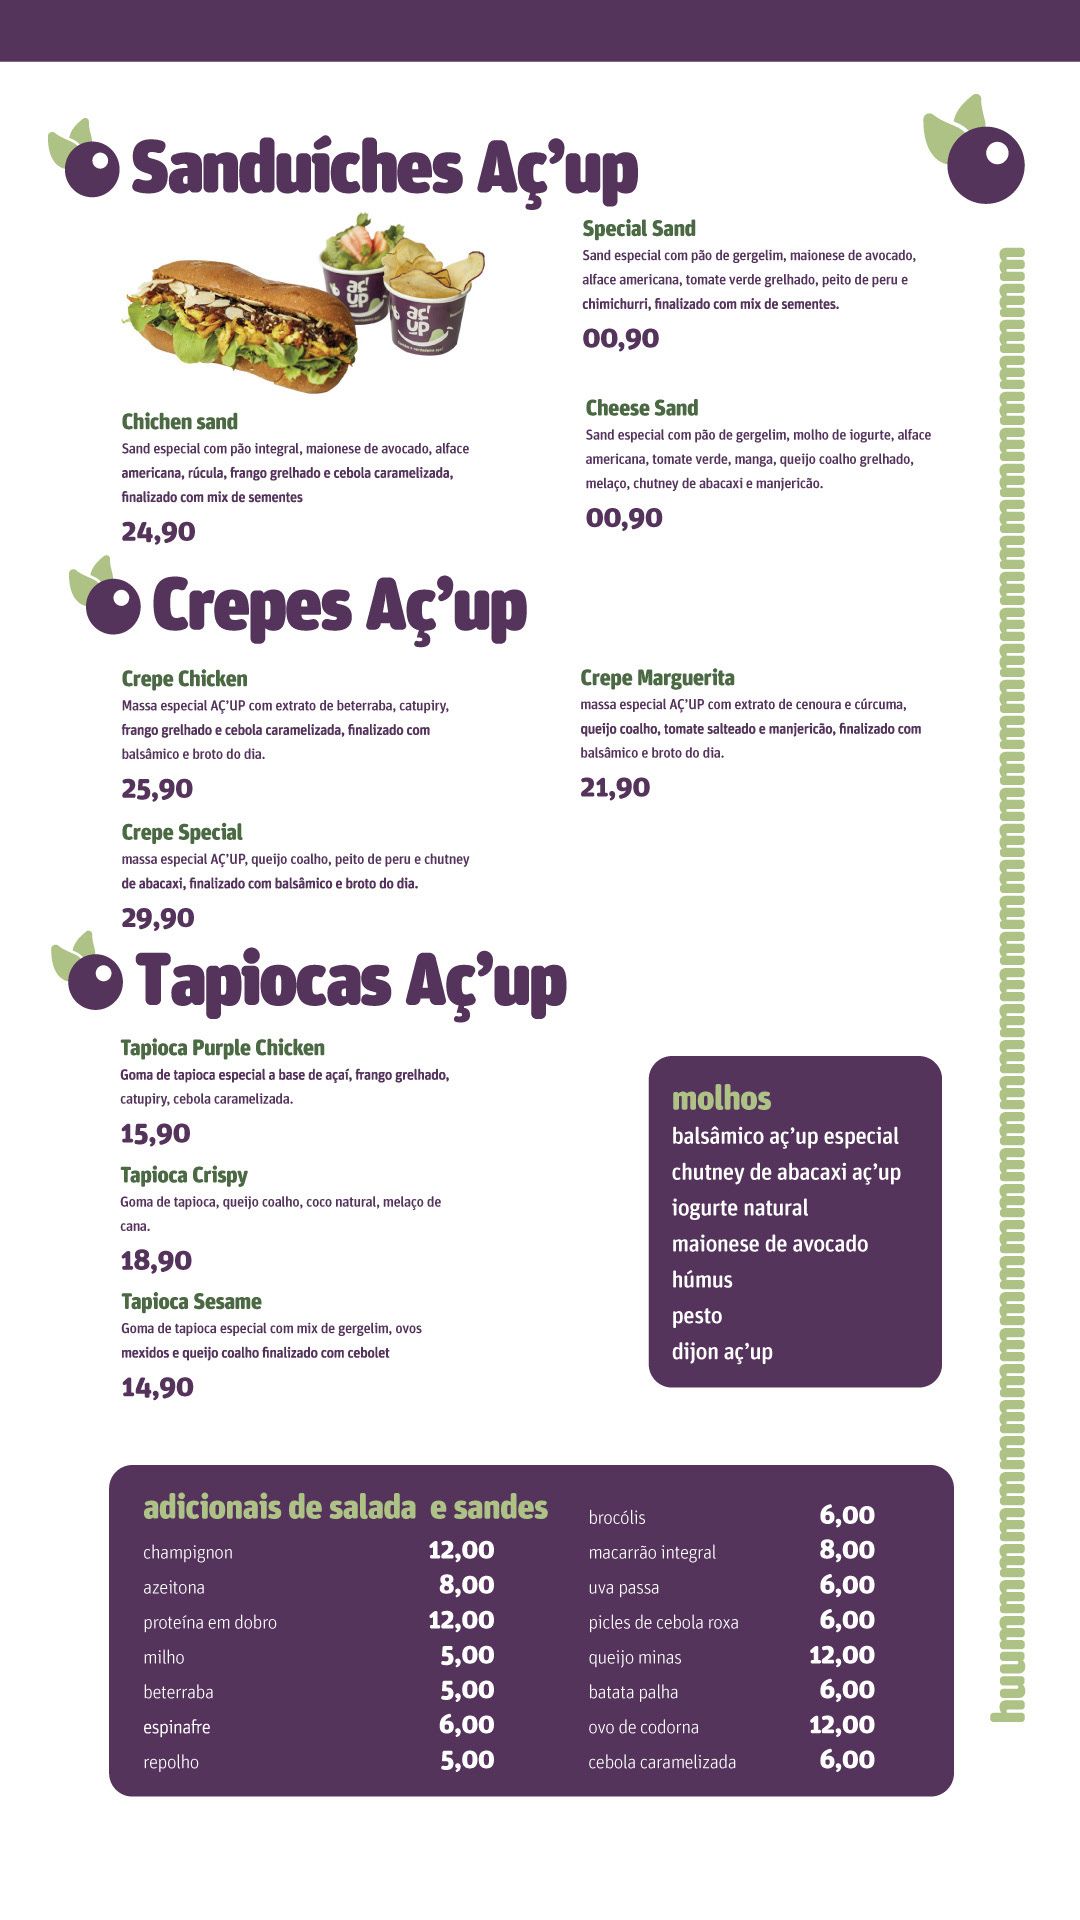 Sanduíches Aç'up
aç'
up
aç'
up
Chichen sand
Sand especial com pão integral, maionese de avocado, alface
americana, rúcula, frango grelhado e cebola caramelizada,
finalizado com mix de sementes
24,90
Special Sand
Sand especial com pão de gergelim, maionese de avocado,
alface americana, tomate verde grelhado, peito de peru e
chimichurri, finalizado com mix de sementes.
00,90
Cheese Sand
Sand especial com pão de gergelim, molho de iogurte, alface
americana, tomate verde, manga, queijo coalho grelhado,
melaço, chutney de abacaxi e manjericão.
00,90
Crepes Aç'up
Crepe Chicken
Massa especial AÇ'UP com extrato de beterraba, catupiry,
frango grelhado e cebola caramelizada, finalizado com
balsâmico e broto do dia.
25,90
Crepe Special
massa especial AÇ'UP, queijo coalho, peito de peru e chutney
de abacaxi, finalizado com balsâmico e broto do dia.
29,90
Crepe Marguerita
massa especial AÇ'UP com extrato de cenoura e cúrcuma,
queijo coalho, tomate salteado e manjericão, finalizado com
balsâmico e broto do dia.
21,90
Tapiocas Aç'up
Tapioca Purple Chicken
Goma de tapioca especial a base de açaí, frango grelhado,
catupiry, cebola caramelizada.
15,90
Tapioca Crispy
Goma de tapioca, queijo coalho, coco natural, melaço de
cana.
18,90
Tapioca Sesame
Goma de tapioca especial com mix de gergelim, ovos
mexidos e queijo coalho finalizado com cebolet
14,90
molhos
balsâmico aç'up especial
chutney de abacaxi aç'up
iogurte natural
maionese de avocado
húmus
pesto
dijon aç'up
adicionais de salada e sandes
champignon 12,00
azeitona 8,00
proteína em dobro 12,00
milho 5,00
beterraba 5,00
espinafre 6,00
repolho 5,00
brocólis 6,00
macarrão integral 8,00
uva passa 6,00
picles de cebola roxa 6,00
queijo minas 12,00
batata palha 6,00
ovo de codorna 12,00
cebola caramelizada 6,00